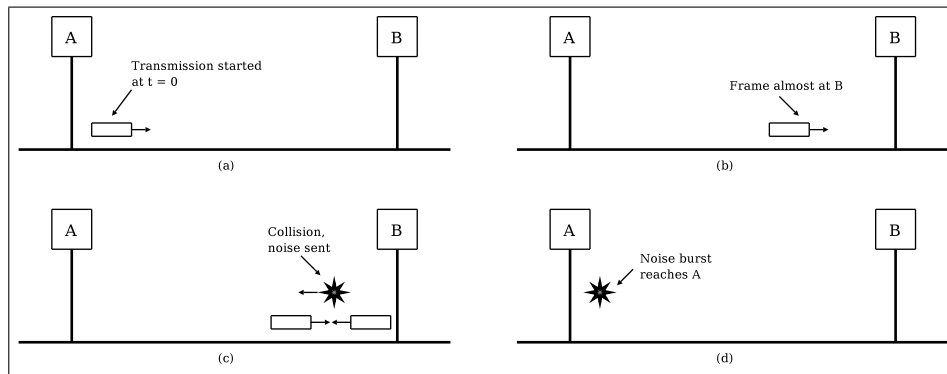 A
B
Transmission started
at t = 0
(a)
A
B
Frame almost at B
(b)
A
B
Collision,
noise sent
(c)
A
B
Noise burst
reaches A
(d)